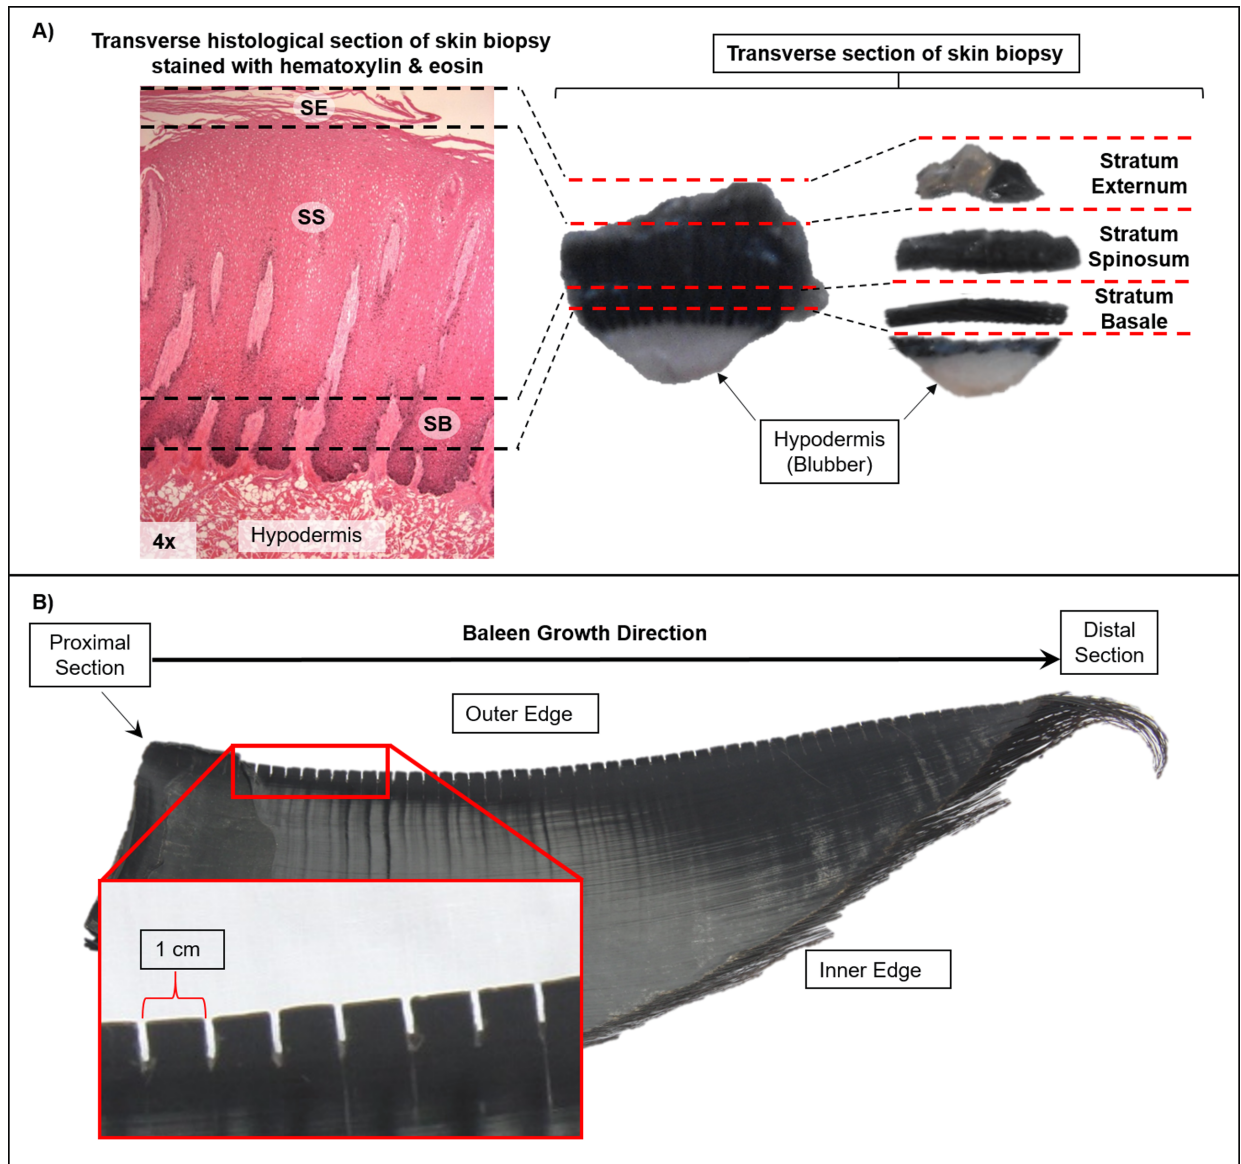 A)
Transverse histological section of skin biopsy
stained with hematoxylin & eosin
Transverse section of skin biopsy
SE
SS
SB
4x
Hypodermis
Stratum
Externum
Stratum
Spinosum
Stratum
Basale
Hypodermis
(Blubber)
B)
Proximal
Section
Baleen Growth Direction
Distal
Section
Outer Edge
1 cm
Inner Edge